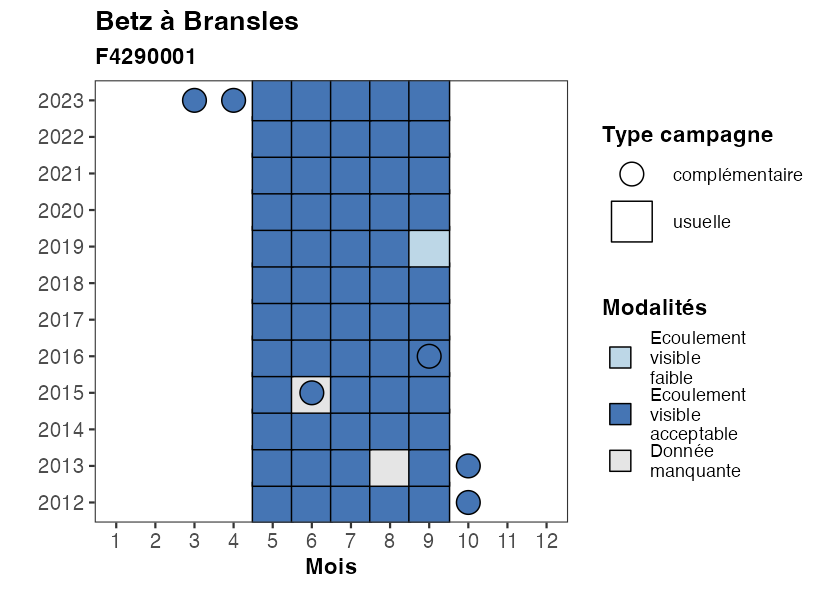 Betz à Bransles
F4290001
2023
2022
2021
2020
2019
2018
2017
2016
2015
2014
2013
2012
1 2 3 4 5 6 7 8 9 10 11 12
Mois
Type campagne
complémentaire
usuelle
Modalités
Ecoulement
visible
faible
Ecoulement
visible
acceptable
Donnée
manquante